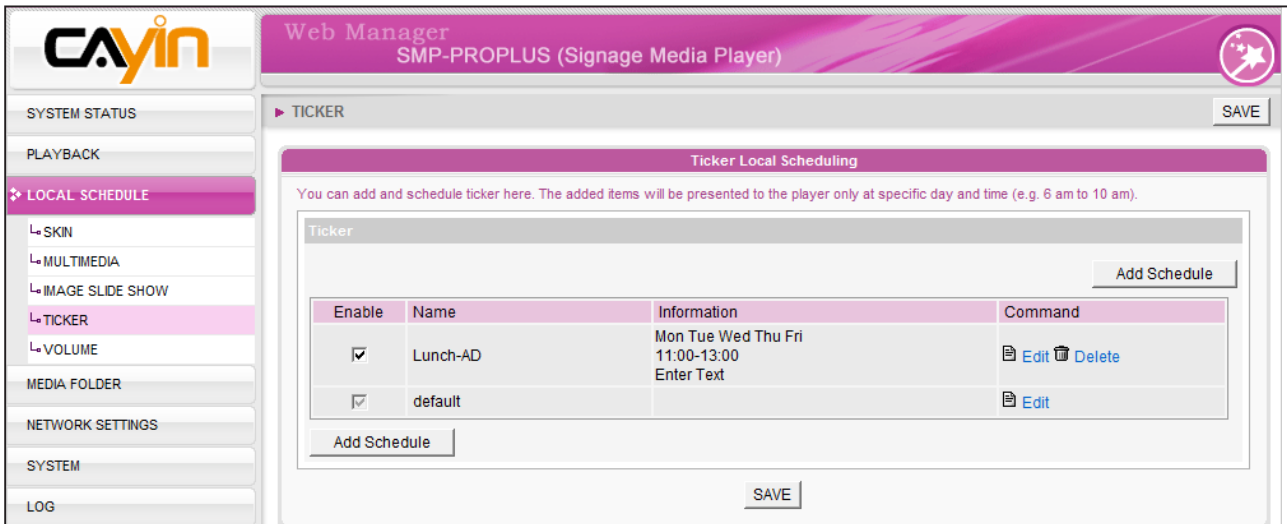 CAYIN
Web Manager
SMP-PROPLUS (Signage Media Player)
SYSTEM STATUS
PLAYBACK
LOCAL SCHEDULE
SKIN
MULTIMEDIA
IMAGE SLIDE SHOW
TICKER
VOLUME
MEDIA FOLDER
NETWORK SETTINGS
SYSTEM
LOG
TICKER
SAVE
Ticker Local Scheduling
You can add and schedule ticker here. The added items will be presented to the player only at specific day and time (e.g. 6 am to 10 am).
Ticker
Add Schedule
Enable Name Information Command
Lunch-AD
Mon Tue Wed Thu Fri
11:00-13:00
Enter Text
Edit Delete
default Edit
Add Schedule
SAVE